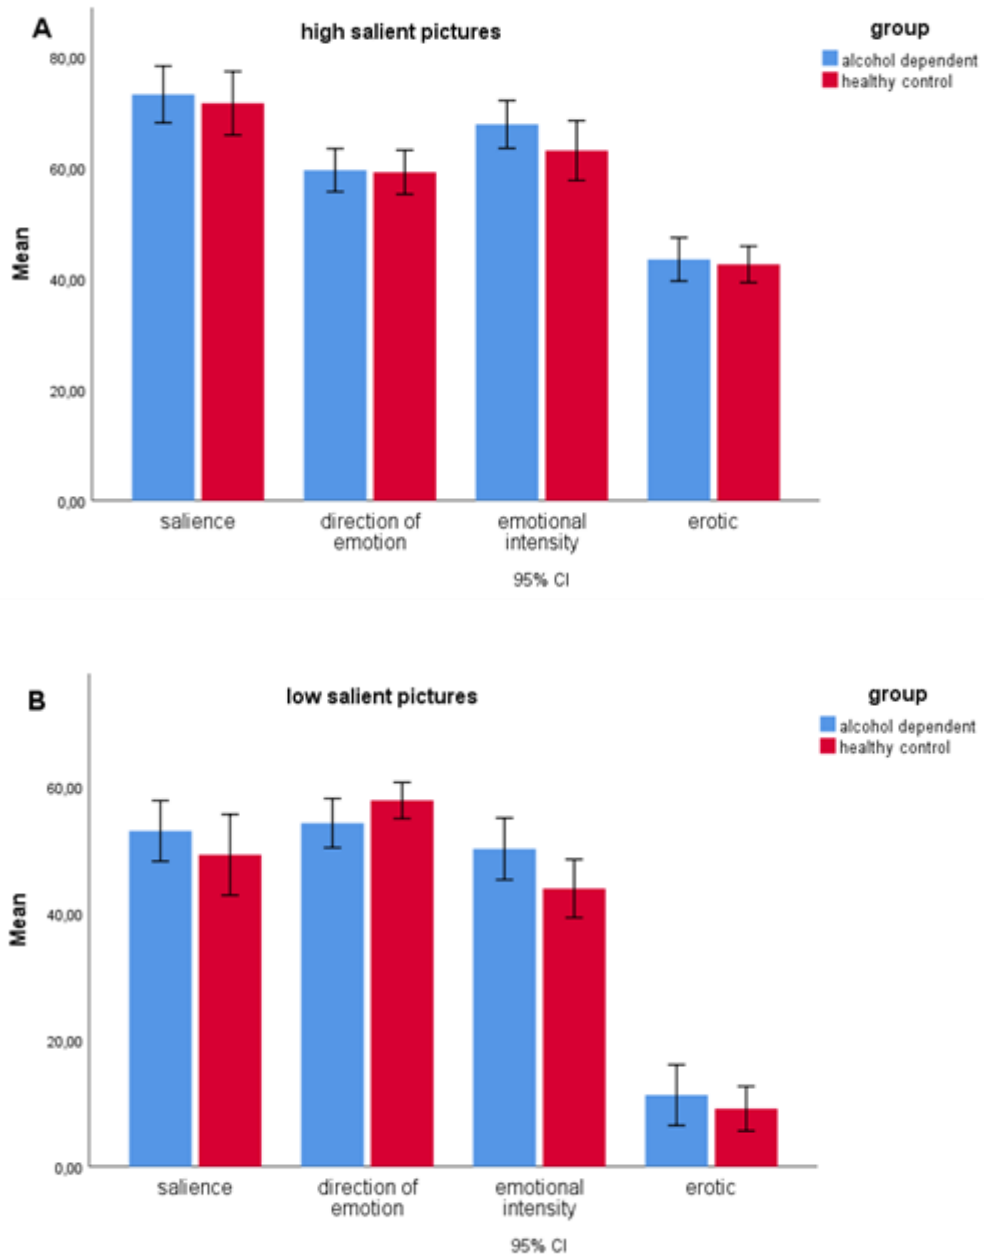 A
high salient pictures
group
alcohol dependent
healthy control
80,00
60,00
40,00
20,00
0,00
Mean
salience
direction of
emotion
emotional
intensity
erotic
95% CI
B
low salient pictures
group
alcohol dependent
healthy control
60,00
40,00
20,00
0,00
Mean
salience
direction of
emotion
emotional
intensity
erotic
95% CI